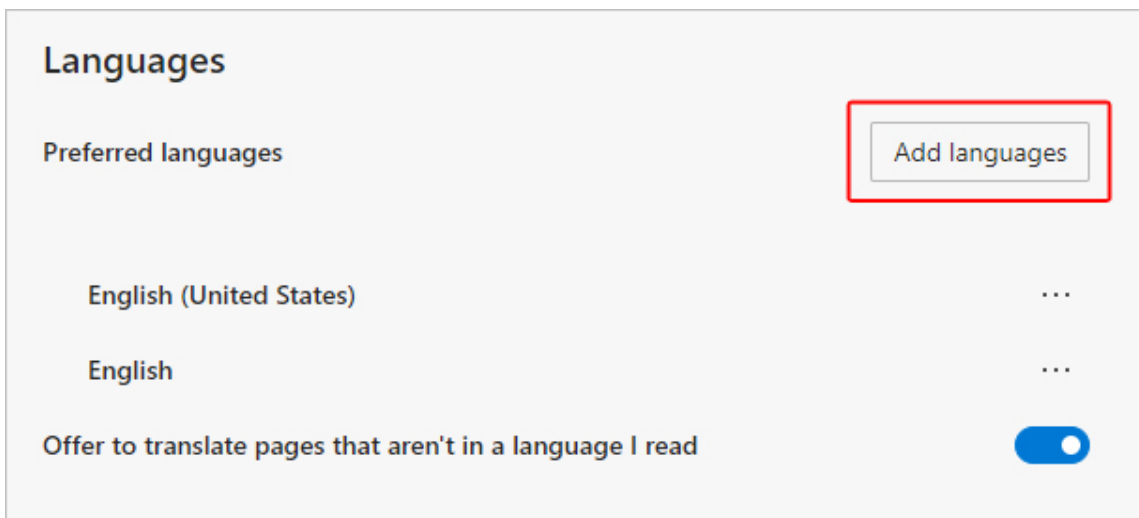 Languages
Preferred languages
Add languages
English (United States)
...
English
...
Offer to translate pages that aren't in a language I read